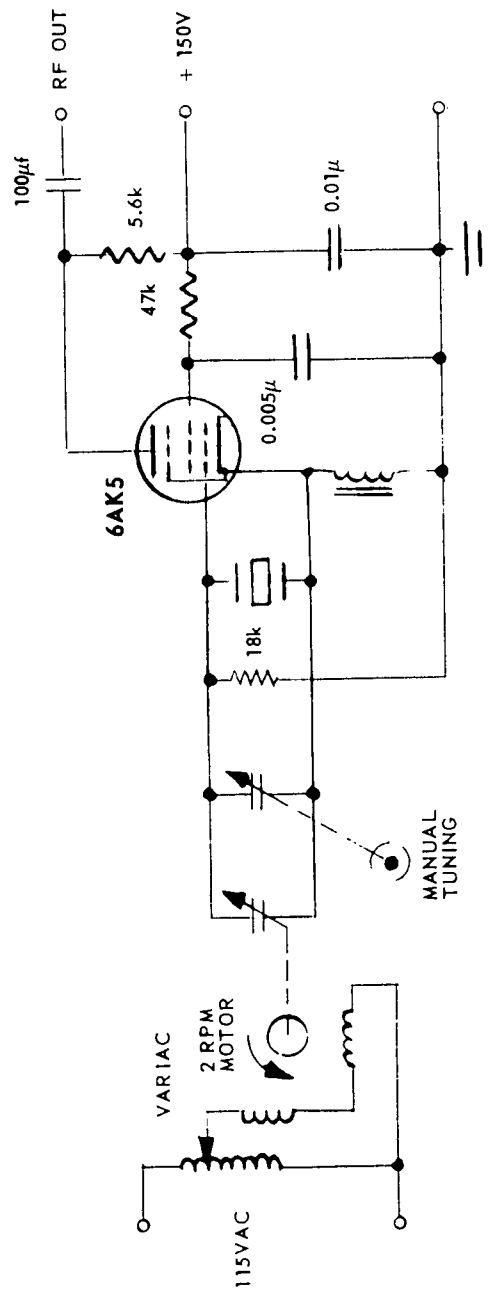 115VAC
VARIAC
2 RPM
MOTOR
MANUAL
TUNING
18k
6AK5
0.005μ
47k
5.6k
100μf
RF OUT
+ 150V
0.01μ